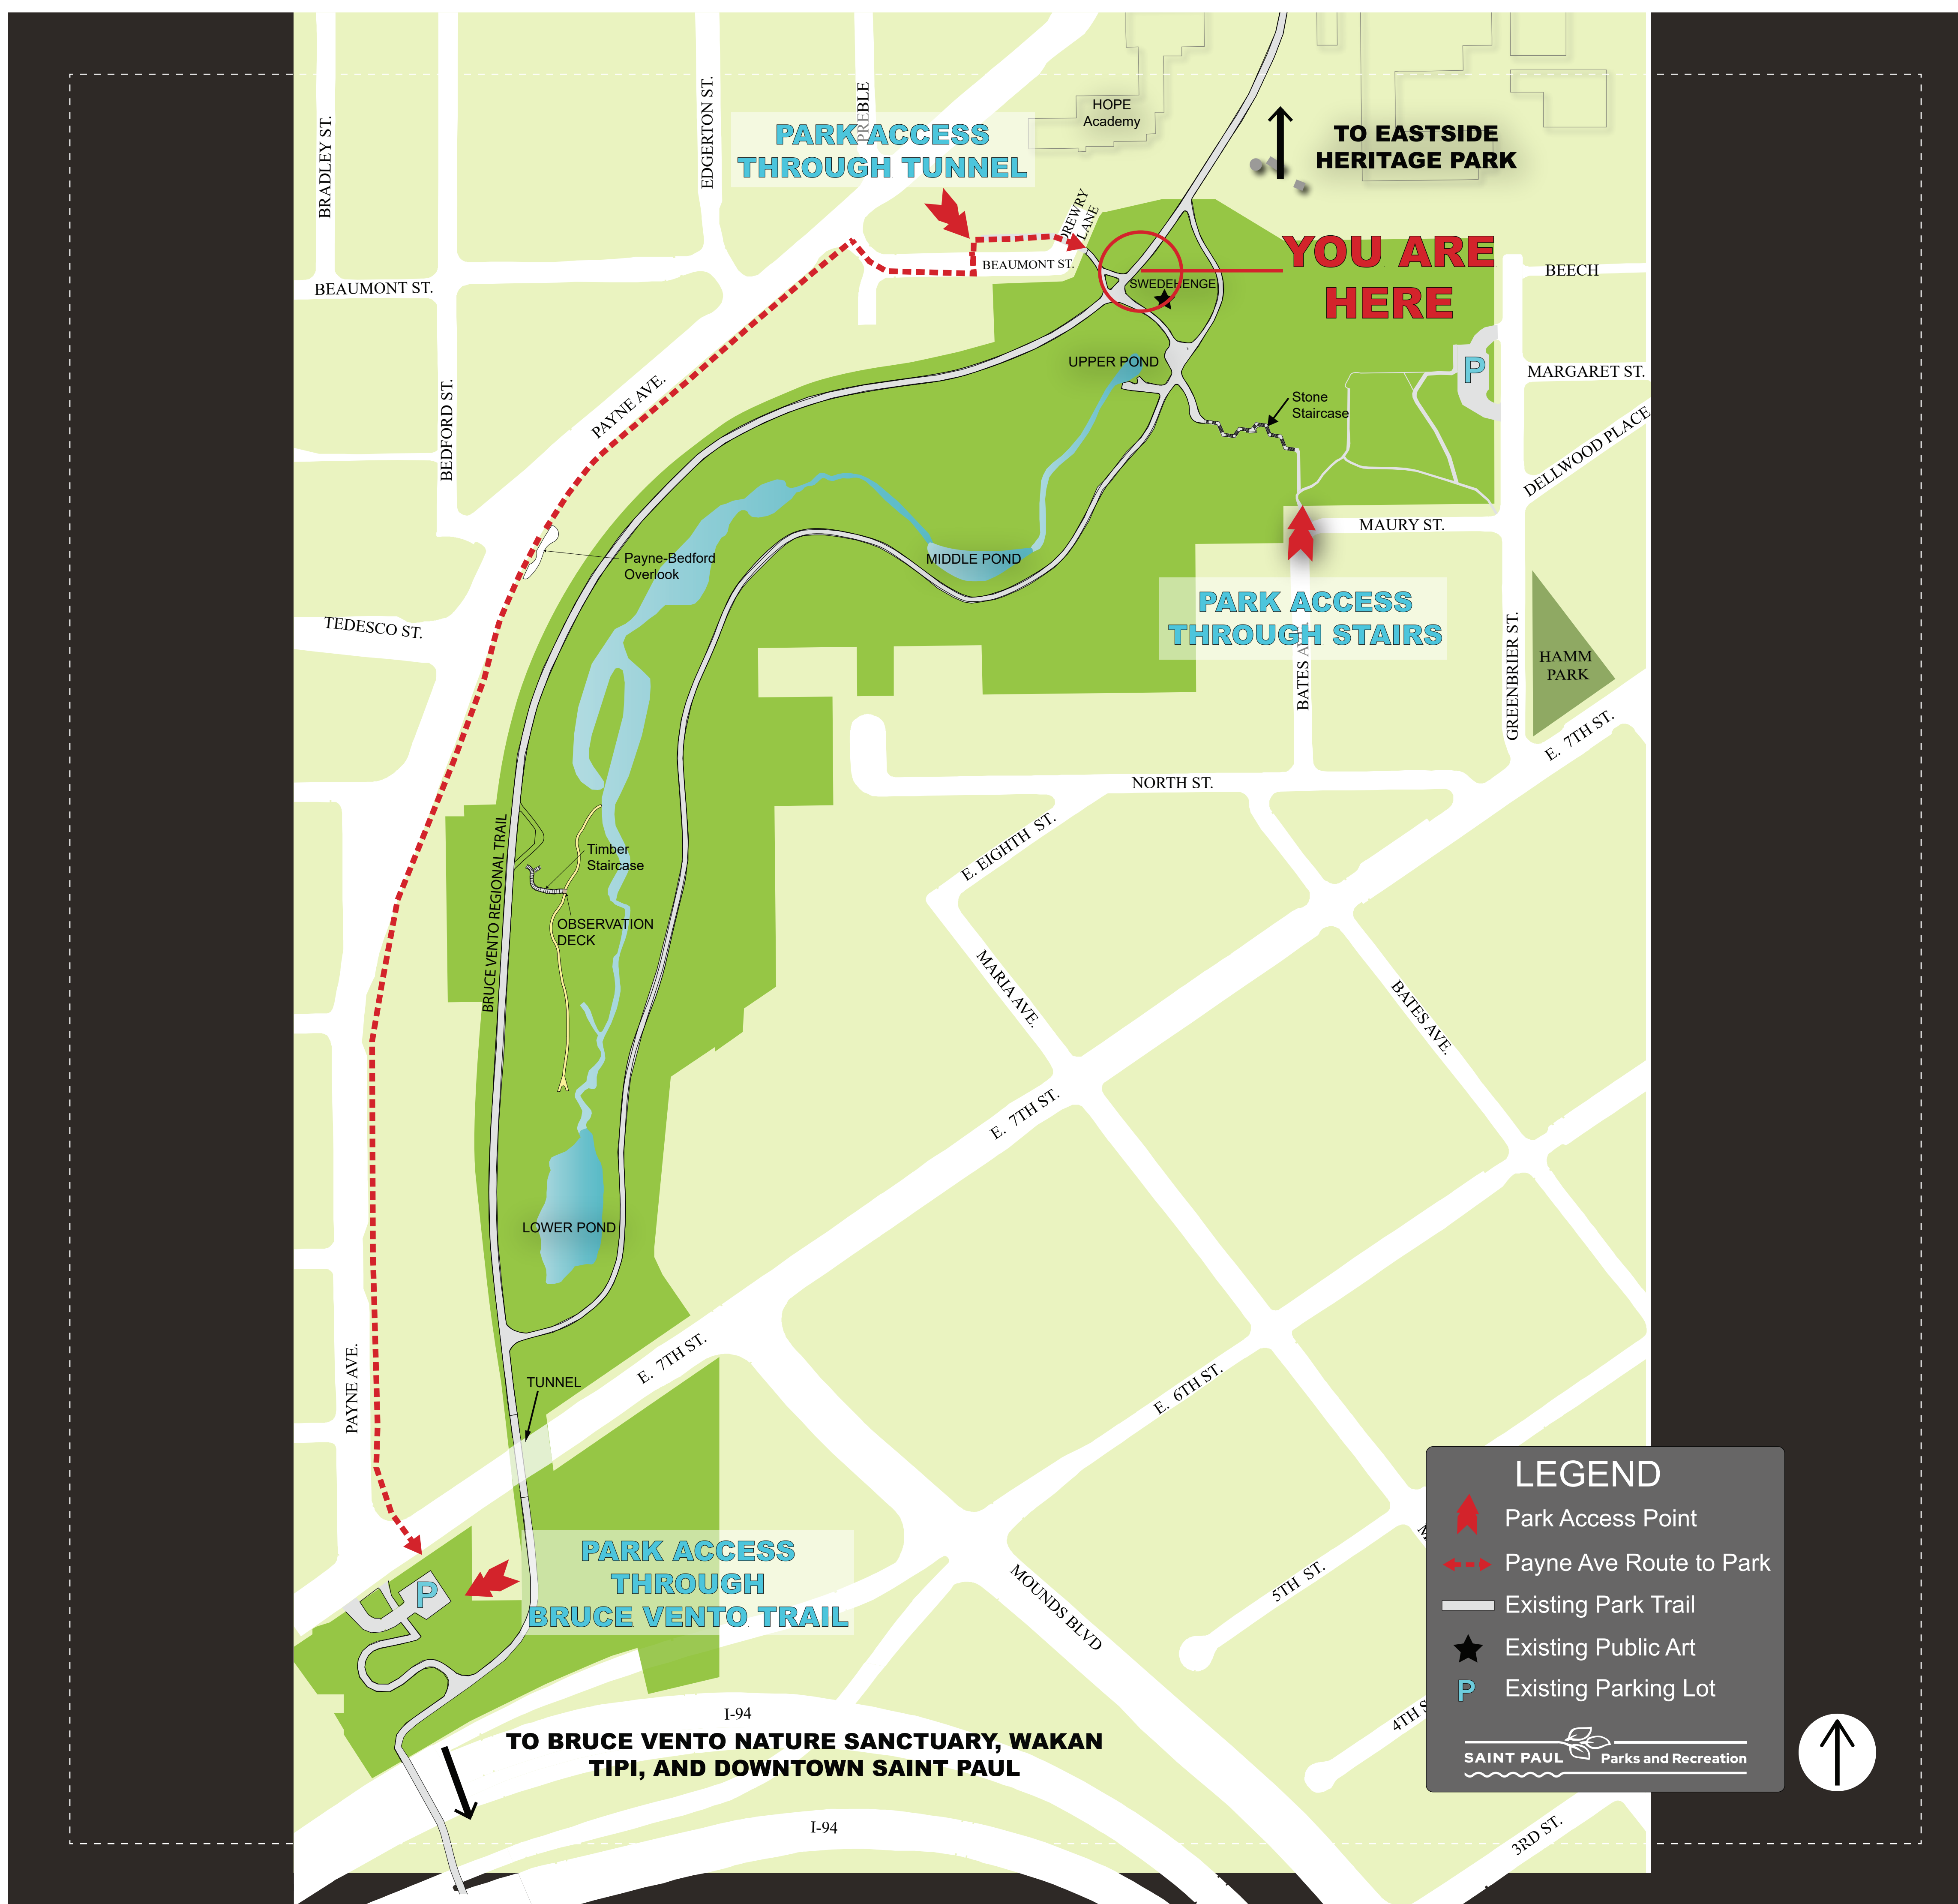 BRADLEY ST.
EDGERTON ST.
PREBLE
HOPE
Academy
PARK ACCESS
THROUGH TUNNEL
TO EASTSIDE
HERITAGE PARK
DREWRY
LANE
BEAUMONT ST.
YOU ARE
HERE
SWEDEHENGE
BEECH
BEAUMONT ST.
UPPER POND
P
MARGARET ST.
BEDFORD ST.
PAYNE AVE.
Stone
Staircase
DELLWOOD PLACE
MAURY ST.
Payne-Bedford
Overlook
MIDDLE POND
PARK ACCESS
THROUGH STAIRS
TEDESCO ST.
BATES AV
GREENBRIER ST.
HAMM
PARK
E. 7TH ST.
NORTH ST.
E. EIGHTH ST.
Timber
Staircase
BRUCE VENTO REGIONAL TRAIL
OBSERVATION
DECK
MARIA AVE.
BATES AVE.
E. 7TH ST.
LOWER POND
E. 7TH ST.
PAYNE AVE.
TUNNEL
E. 6TH ST.
PARK ACCESS
THROUGH
BRUCE VENTO TRAIL
P
MOUNDS BLVD
5TH ST.
4TH S
M
I-94
TO BRUCE VENTO NATURE SANCTUARY, WAKAN
TIPI, AND DOWNTOWN SAINT PAUL
I-94
3RD ST.
LEGEND
Park Access Point
Payne Ave Route to Park
Existing Park Trail
Existing Public Art
P Existing Parking Lot
SAINT PAUL Parks and Recreation